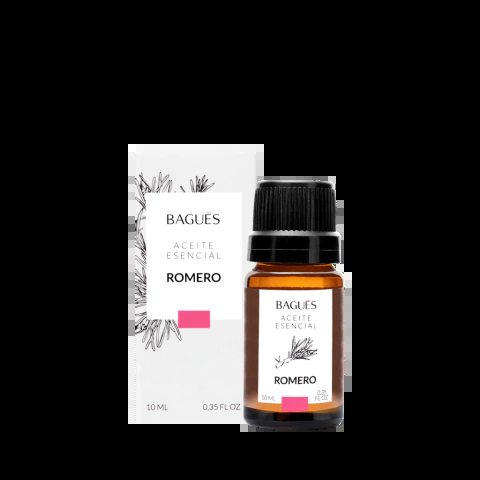 BAGUÉS
ACEITE
ESENCIAL
ROMERO
10 ML 0,35 FL OZ
BAGUÉS
ACEITE
ESENCIAL
ROMERO
10 ML 0,35
FL OZ